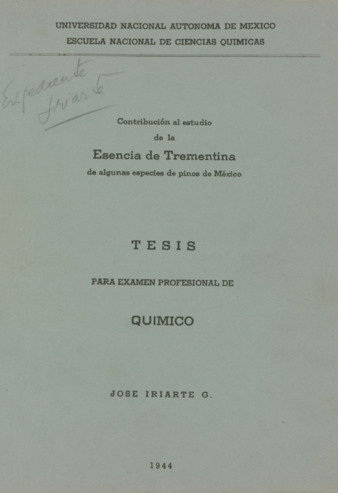 UNIVERSIDAD NACIONAL AUTONOMA DE MEXICO
ESCUELA NACIONAL DE CIENCIAS QUIMICAS
Expediente
Iriarte
Contribución al estudio
de la
Esencia de Trementina
de algunas especies de pinos de México
TESIS
PARA EXAMEN PROFESIONAL DE
QUIMICO
JOSE IRIARTE G.
1944